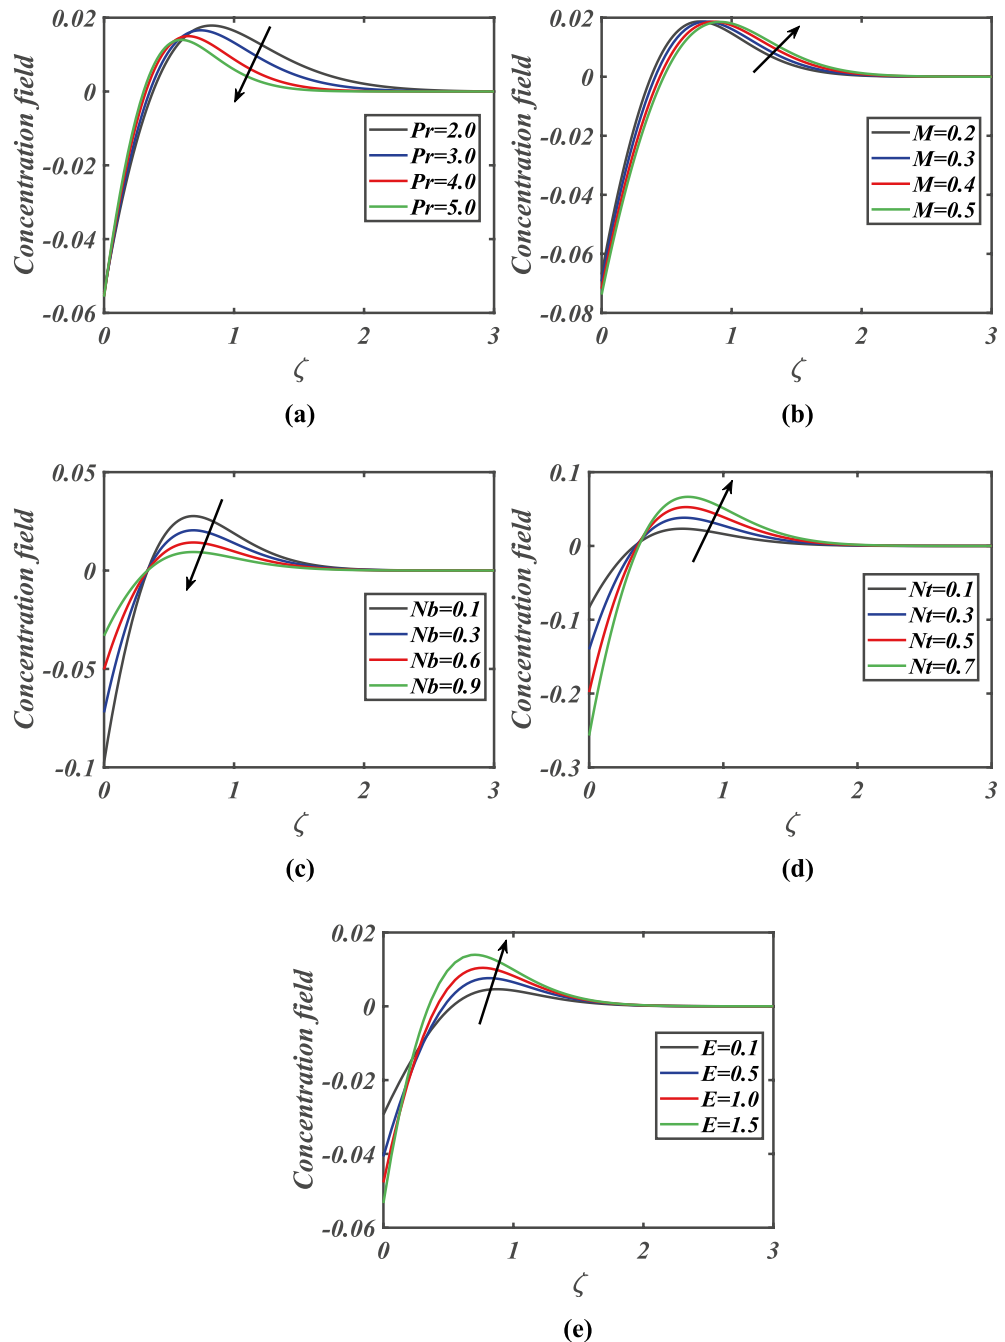 0.02
0
-0.02
-0.04
-0.06
Concentration field
Pr=2.0
Pr=3.0
Pr=4.0
Pr=5.0
0 1 2 3
ζ
(a)
0.02
0
-0.02
-0.04
-0.06
-0.08
Concentration field
M=0.2
M=0.3
M=0.4
M=0.5
0 1 2 3
ζ
(b)
0.05
0
-0.05
-0.1
Concentration field
Nb=0.1
Nb=0.3
Nb=0.6
Nb=0.9
0 1 2 3
ζ
(c)
0.1
0
-0.1
-0.2
-0.3
Concentration field
Nt=0.1
Nt=0.3
Nt=0.5
Nt=0.7
0 1 2 3
ζ
(d)
0.02
0
-0.02
-0.04
-0.06
Concentration field
E=0.1
E=0.5
E=1.0
E=1.5
0 1 2 3
ζ
(e)